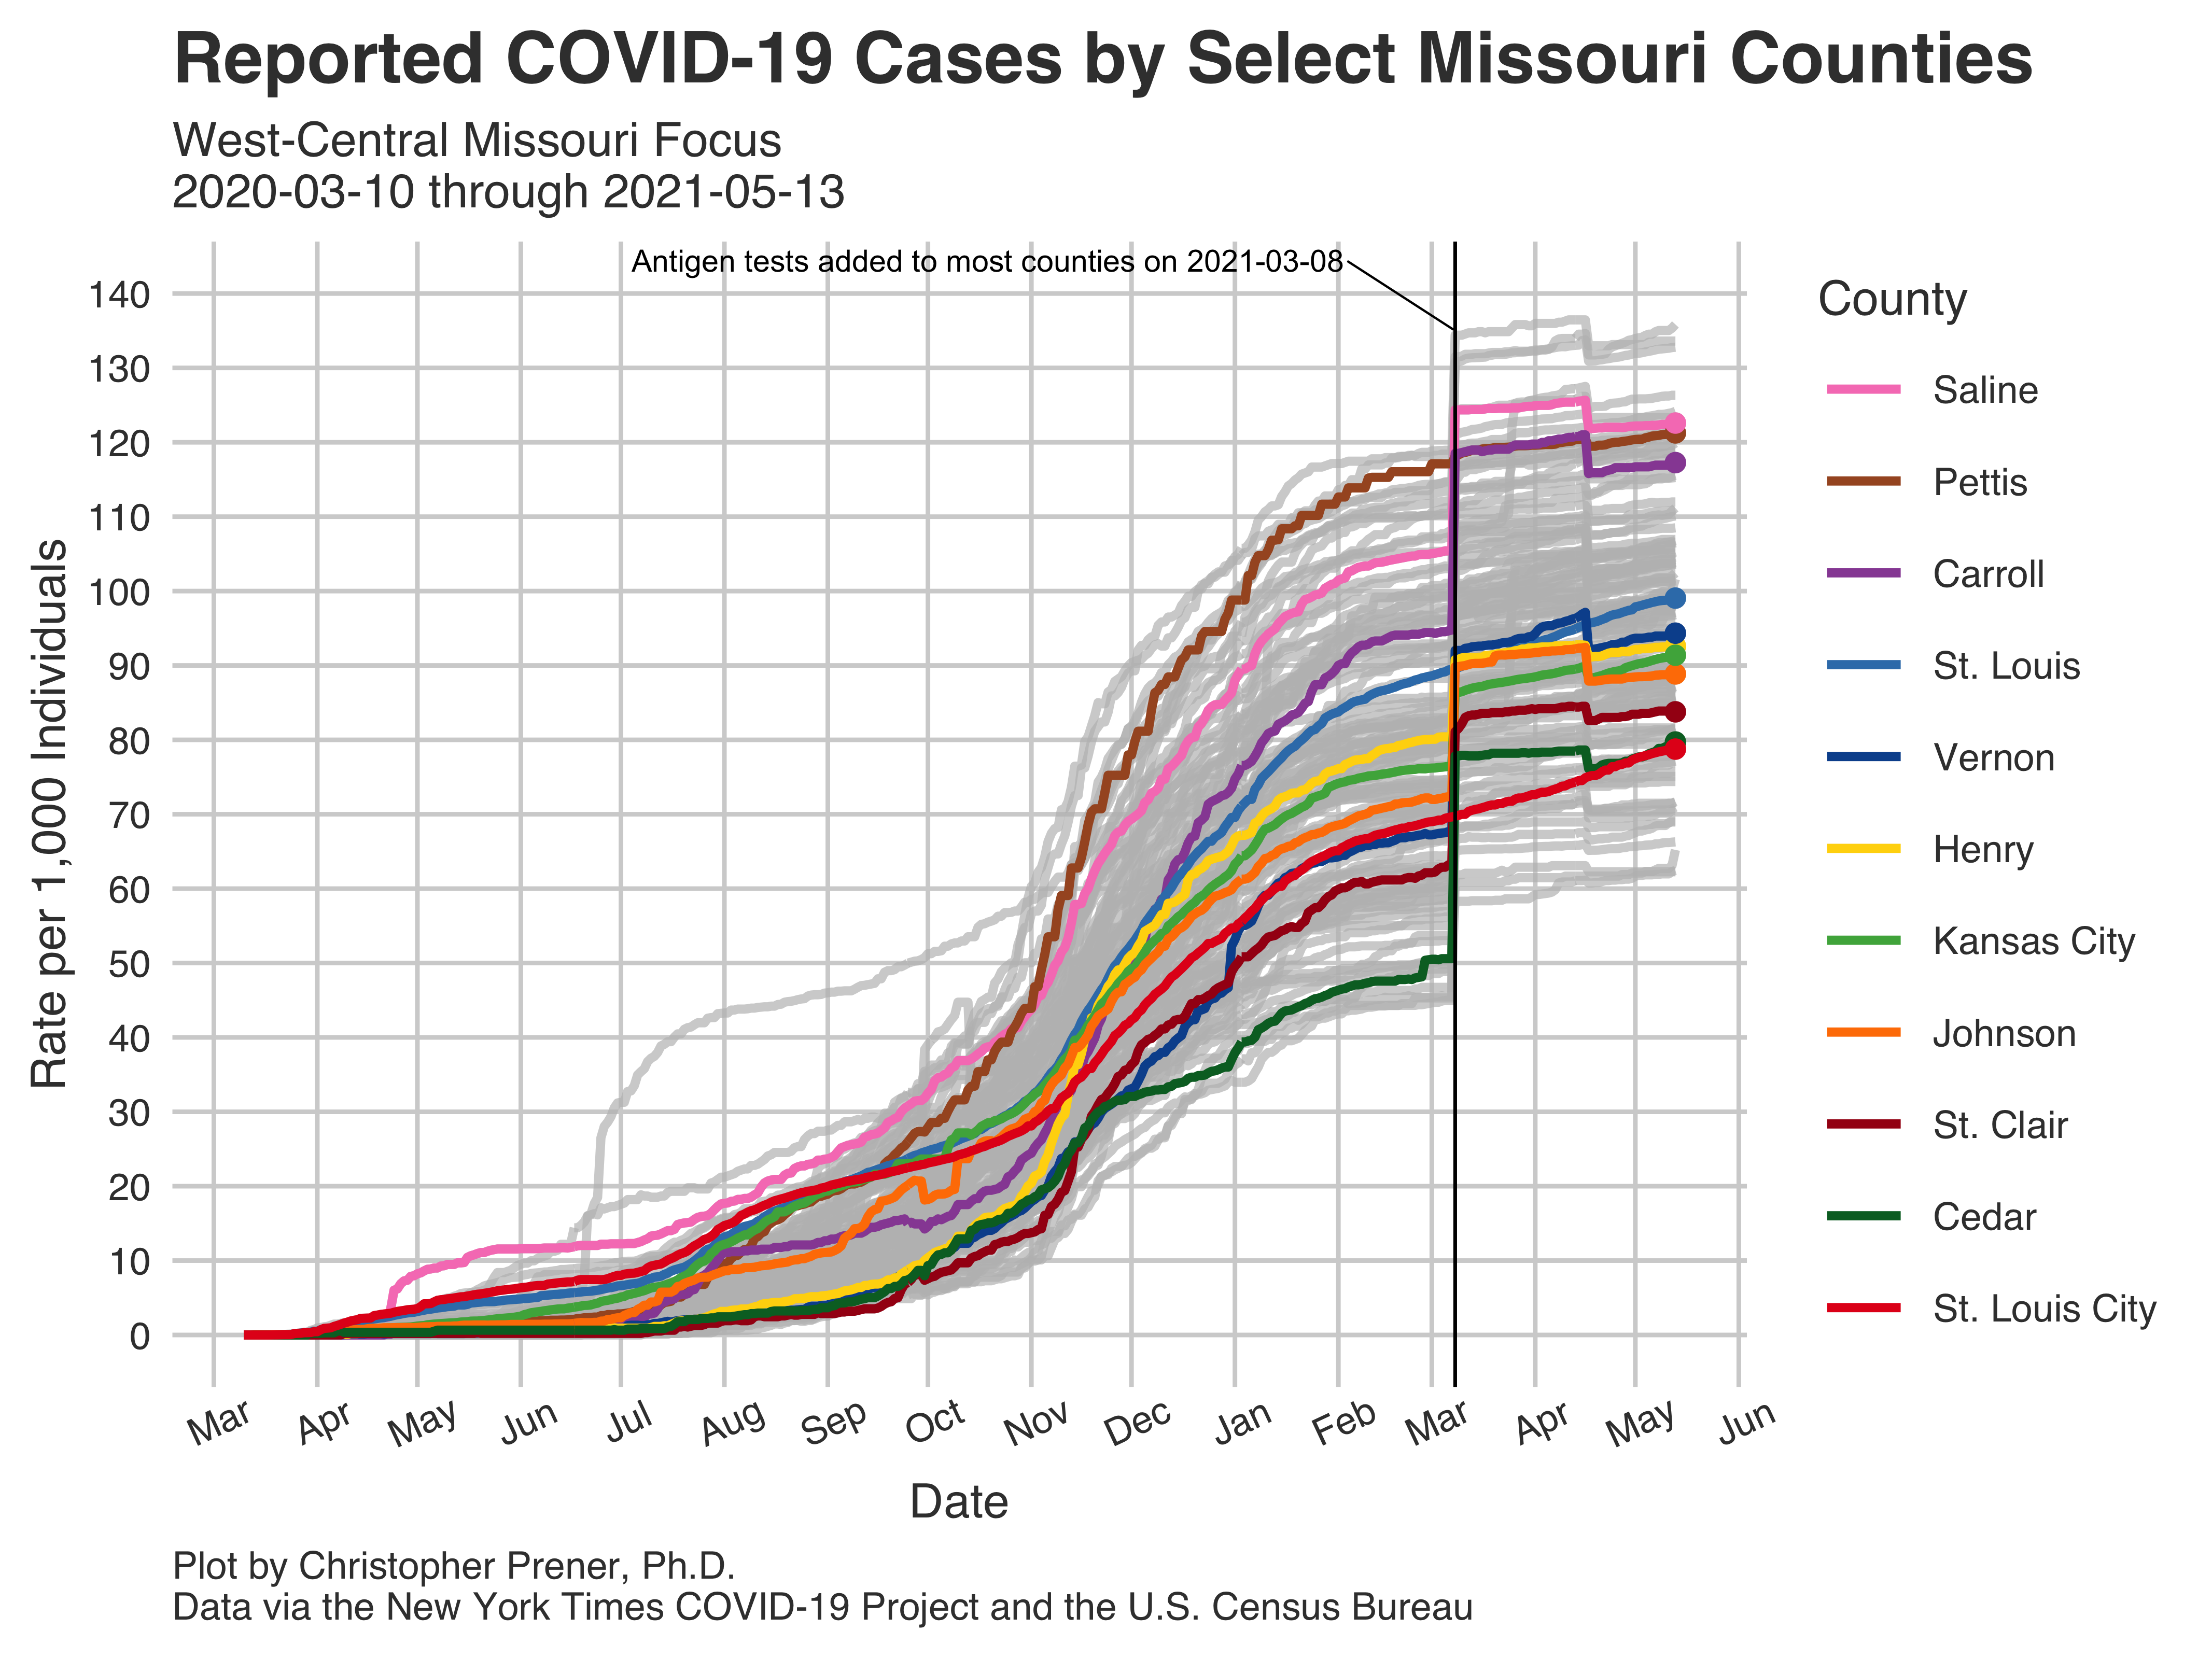 Reported COVID-19 Cases by Select Missouri Counties
West-Central Missouri Focus
2020-03-10 through 2021-05-13
Antigen tests added to most counties on 2021-03-08
Rate per 1,000 Individuals
140
130
120
110
100
90
80
70
60
50
40
30
20
10
0
Mar Apr May Jun Jul Aug Sep Oct Nov Dec Jan Feb Mar Apr May Jun
Date
County
Saline
Pettis
Carroll
St. Louis
Vernon
Henry
Kansas City
Johnson
St. Clair
Cedar
St. Louis City
Plot by Christopher Prener, Ph.D.
Data via the New York Times COVID-19 Project and the U.S. Census Bureau